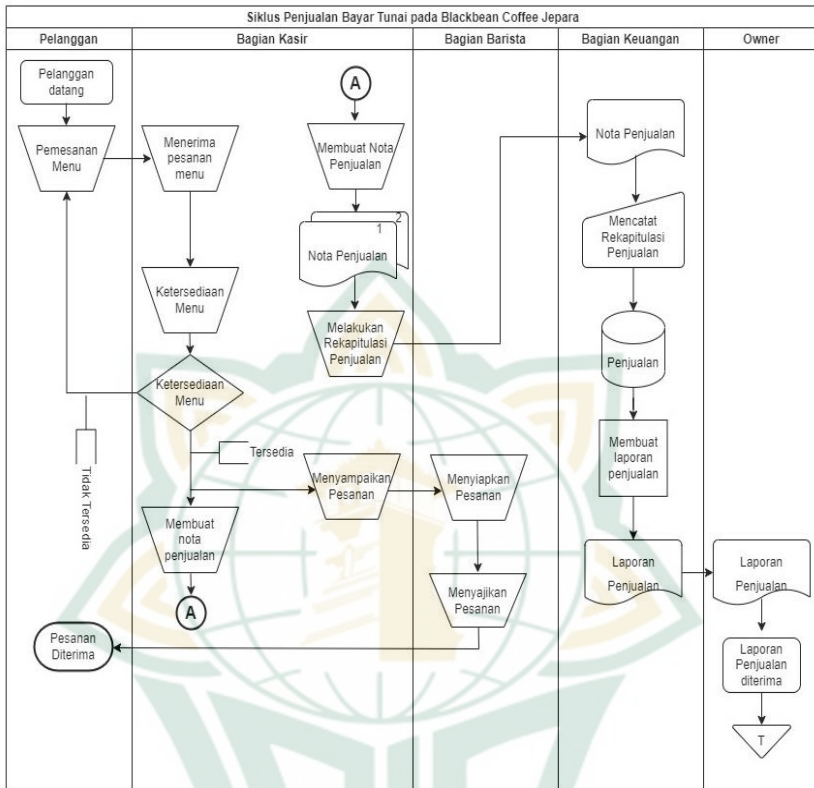 Siklus Penjualan Bayar Tunai pada Blackbean Coffee Jepara
Pelanggan
Bagian Kasir
Bagian Barista
Bagian Keuangan
Owner
Pelanggan
datang
Pemesanan
Menu
Menerima
pesanan
menu
Ketersediaan
Menu
Ketersediaan
Menu
Tidak Tersedia
Tersedia
Membuat
nota
penjualan
A
A
Membuat Nota
Penjualan
2
1
Nota Penjualan
Melakukan
Rekapitulasi
Penjualan
Menyampaikan
Pesanan
Menyiapkan
Pesanan
Menyajikan
Pesanan
Pesanan
Diterima
Nota Penjualan
Mencatat
Rekapitulasi
Penjualan
Penjualan
Membuat
laporan
penjualan
Laporan
Penjualan
Laporan
Penjualan
Laporan
Penjualan
diterima
T